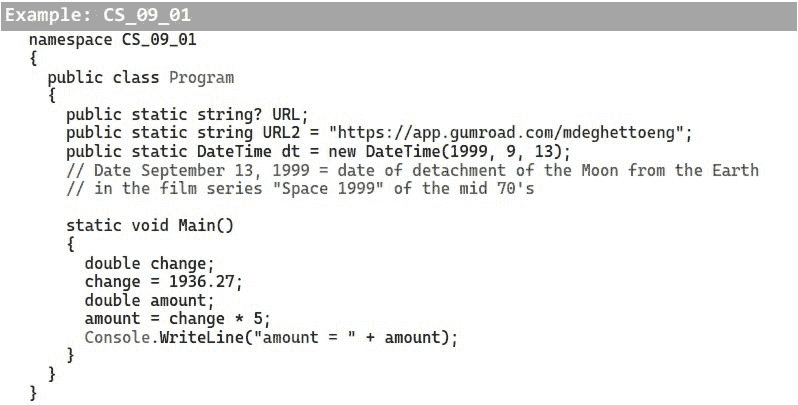 Example: CS_09_01
namespace CS_09_01
{
public class Program
{
public static string? URL;
public static string URL2 = "https://app.gumroad.com/mdeghettoeng";
public static DateTime dt = new DateTime(1999, 9, 13);
// Date September 13, 1999 = date of detachment of the Moon from the Earth
// in the film series "Space 1999" of the mid 70's
static void Main()
{
double change;
change = 1936.27;
double amount;
amount = change * 5;
Console.WriteLine("amount = " + amount);
}
}
}